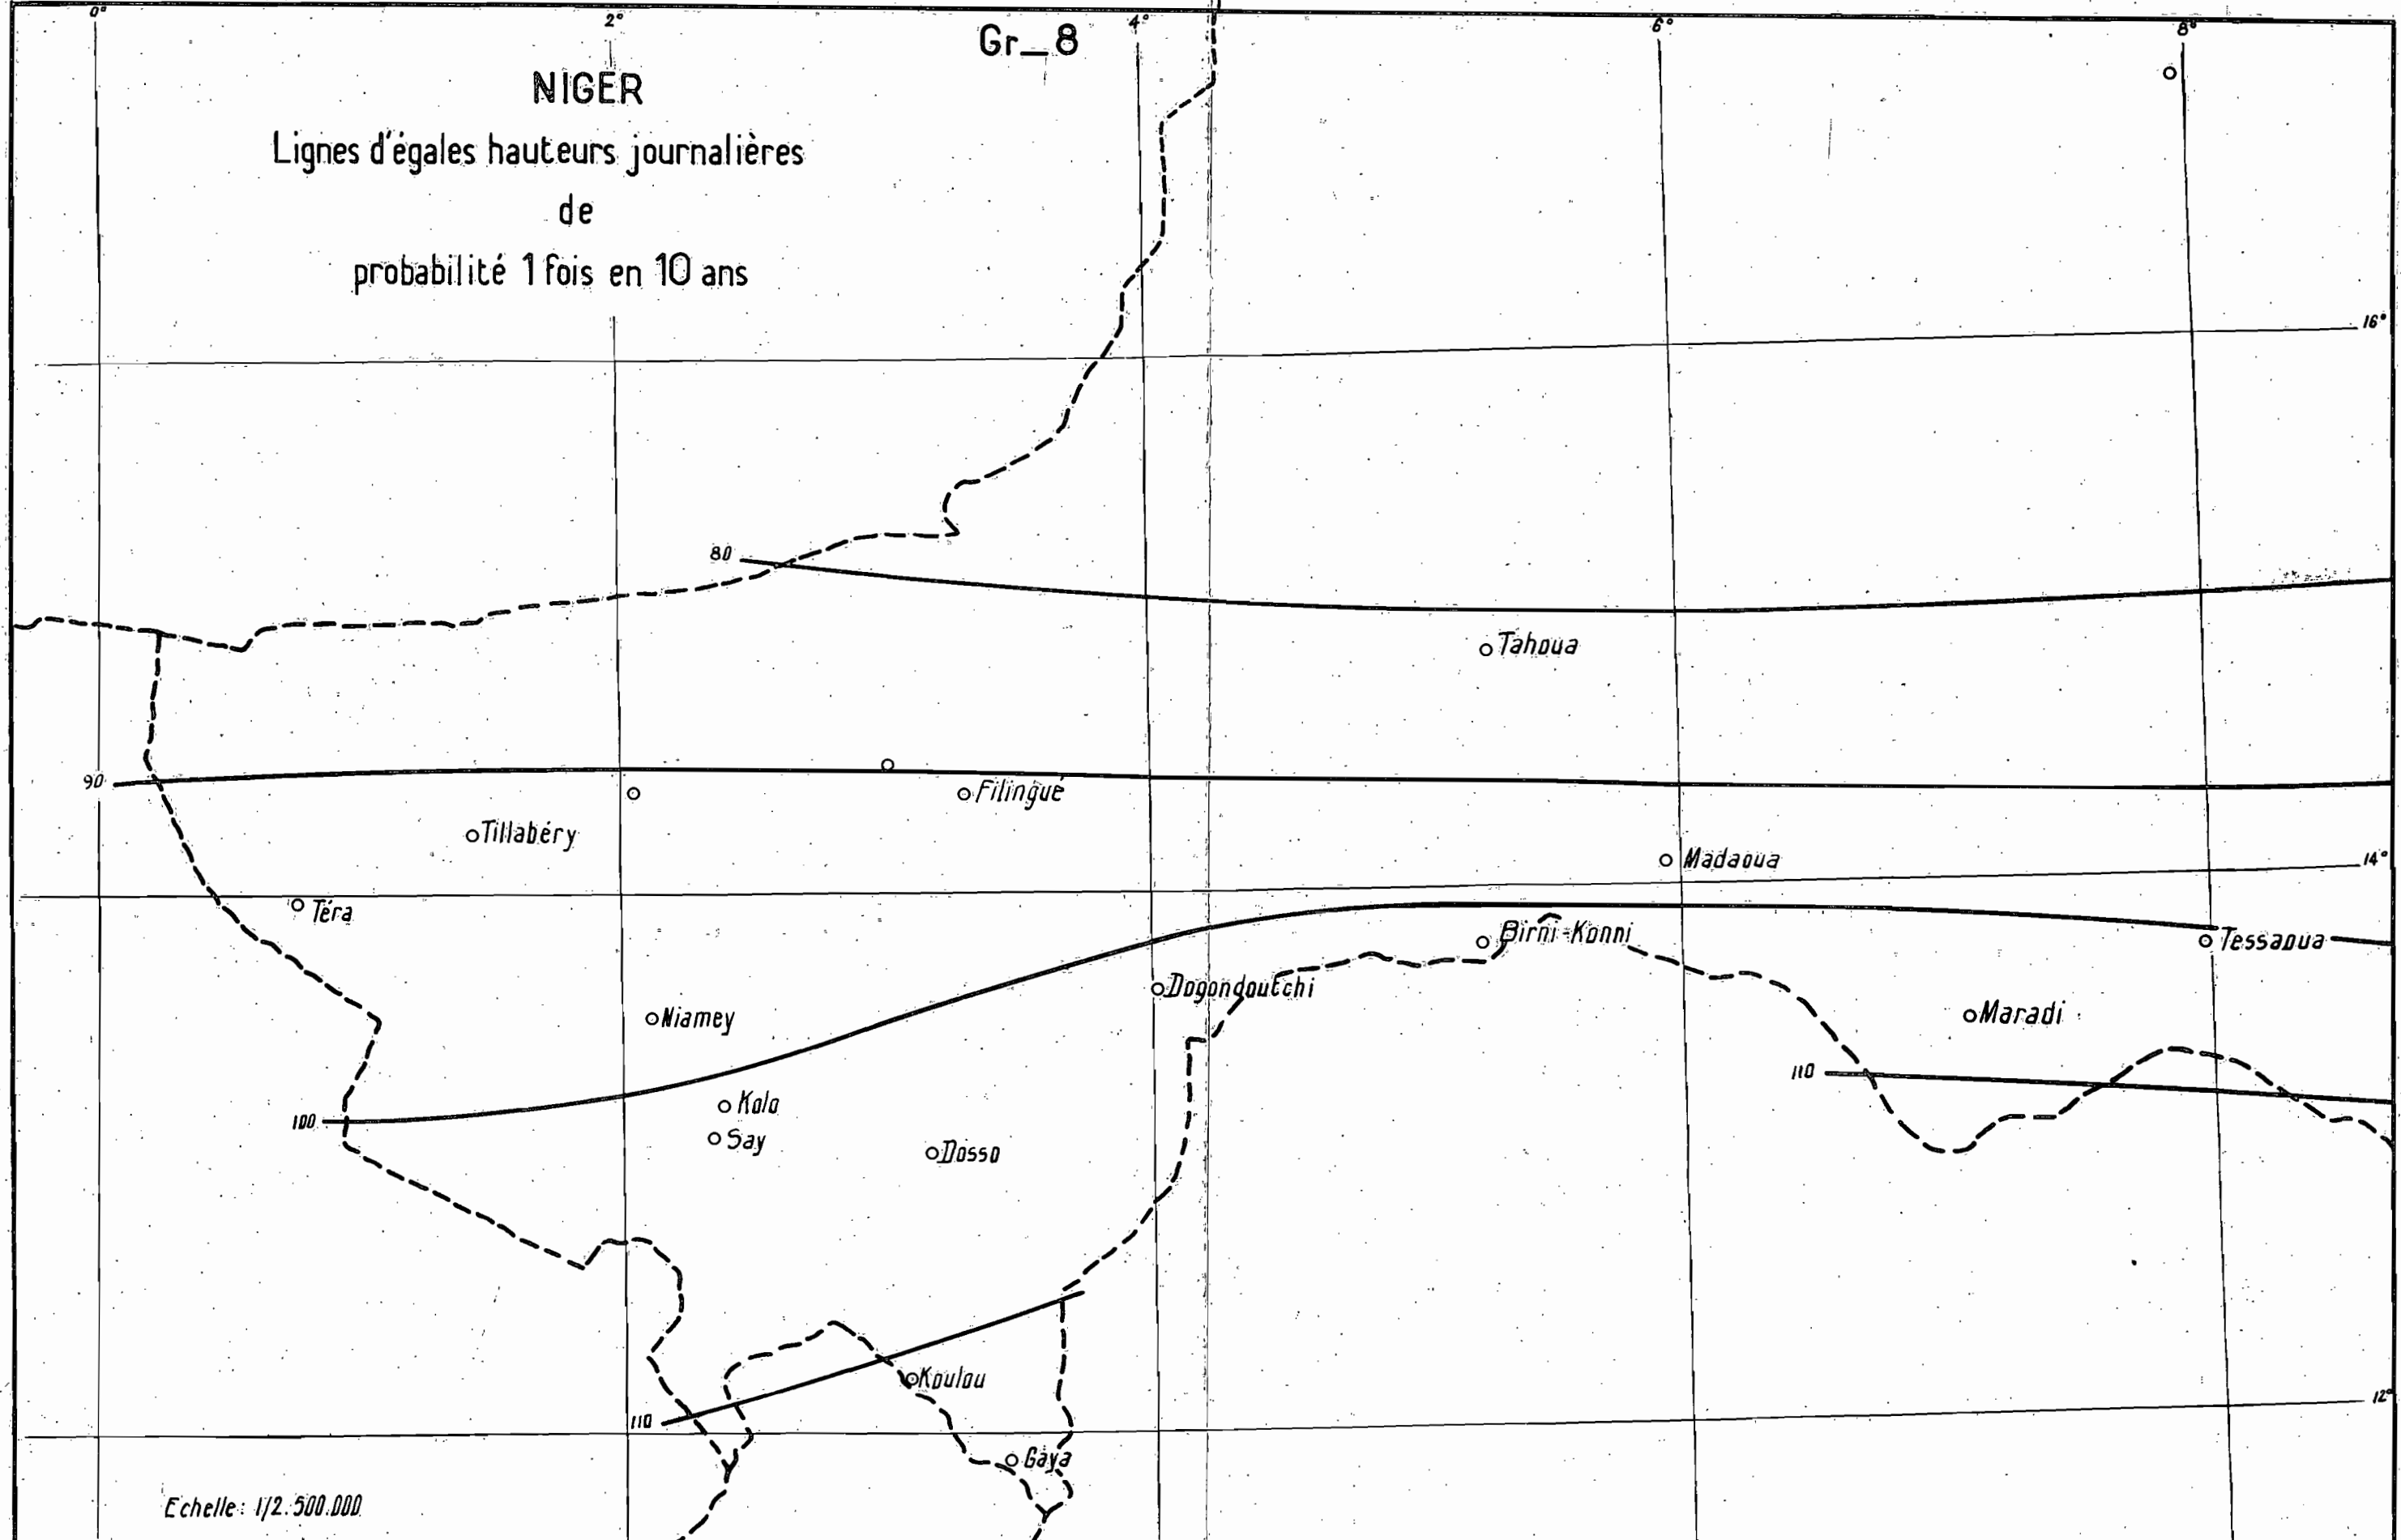 0° 2° 4° 6° 8°
Gr_8
NIGER
Lignes d'égales hauteurs journalières
de
probabilité 1 fois en 10 ans
16°
80
Tahoua
90
Filingué
Tillabéry
Madaoua
14°
Téra
Birni-Konni
Tessaoua
Dogondoutchi
Niamey
Maradi
110
Kolo
100
Say
Dosso
Koulou
12°
110
Gaya
Echelle: 1/2.500.000